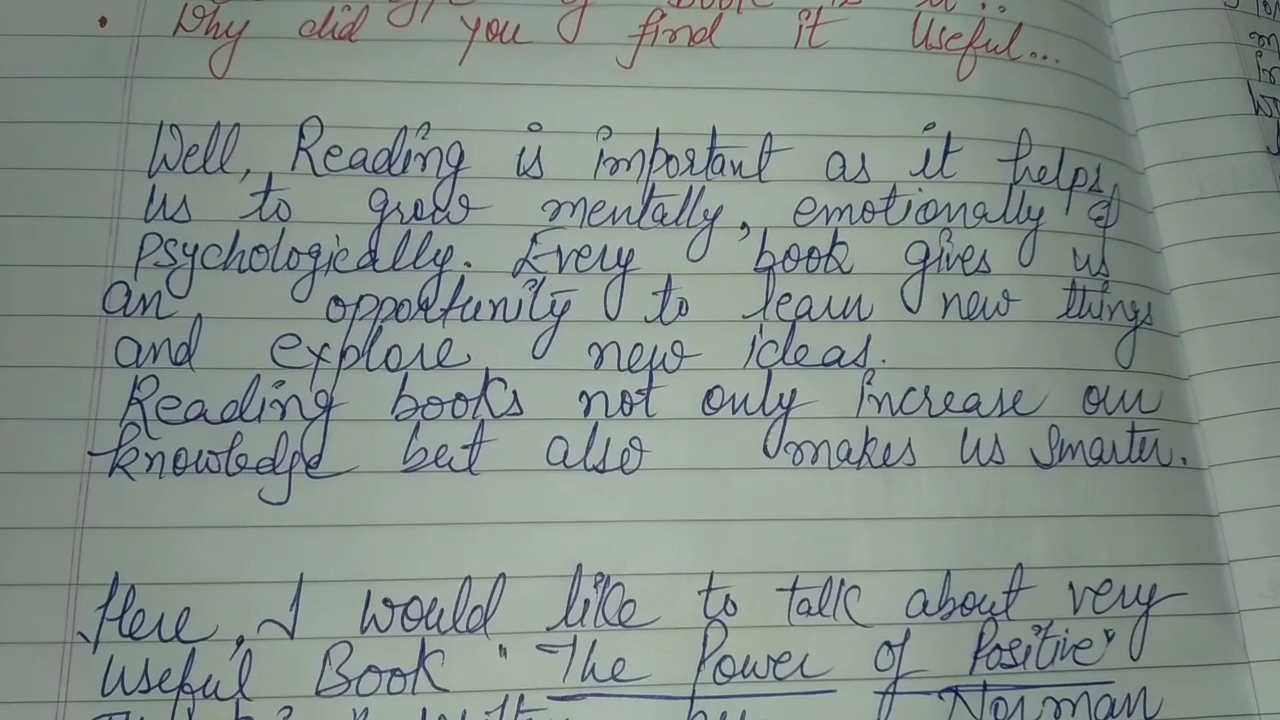 • Why did you find it Useful...
Well, Reading is important as it helps
us to grow mentally, emotionally &
Psychologically. Every book gives us
an opportunity to learn new things
and explore new ideas.
Reading books not only increase our
knowledge but also makes us Smarter.
Here, I would like to talk about very
useful Book "The Power of Positive"
Norman